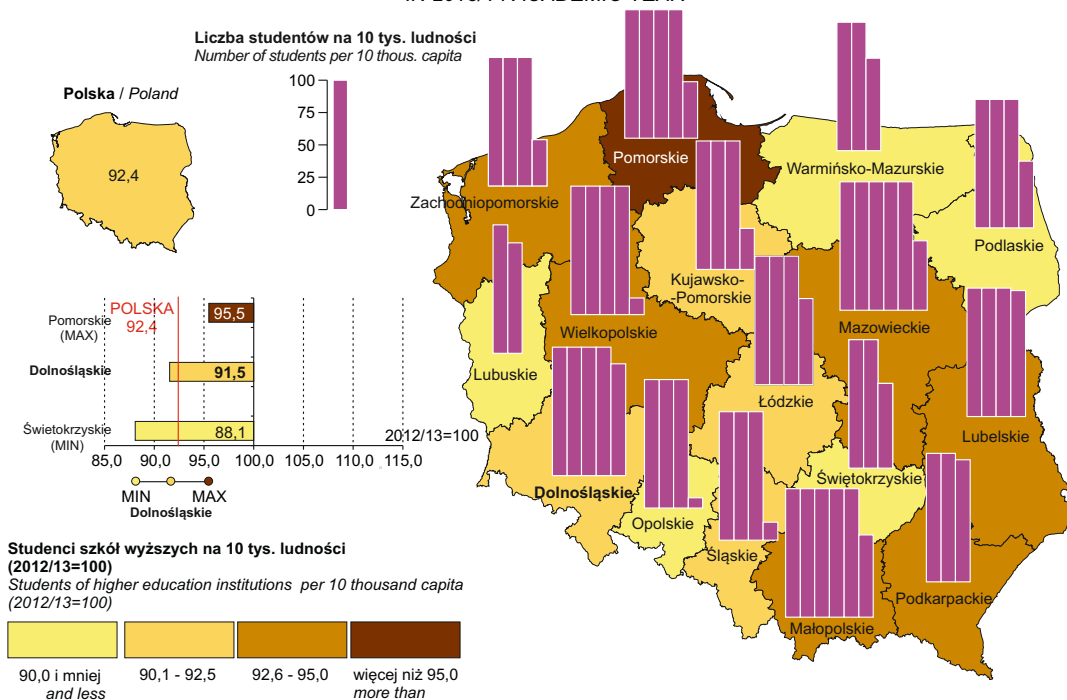 Liczba studentów na 10 tys. ludności
Number of students per 10 thous. capita
100
75
50
25
0
Polska / Poland
92,4
Pomorskie
Warmińsko-Mazurskie
Zachodniopomorskie
Podlaskie
Kujawsko-
-Pomorskie
Mazowieckie
Wielkopolskie
Lubuskie
Łódzkie
Lubelskie
Dolnośląskie
Świętokrzyskie
Opolskie
Śląskie
Podkarpackie
Małopolskie
Pomorskie
(MAX)
POLSKA
92,4
95,5
Dolnośląskie
91,5
Świetokrzyskie
(MIN)
88,1
2012/13=100
85,0 90,0 95,0 100,0 105,0 110,0 115,0
MIN MAX
Dolnośląskie
Studenci szkół wyższych na 10 tys. ludności
(2012/13=100)
Students of higher education institutions per 10 thousand capita
(2012/13=100)
90,0 i mniej
and less
90,1 - 92,5
92,6 - 95,0
więcej niż 95,0
more than